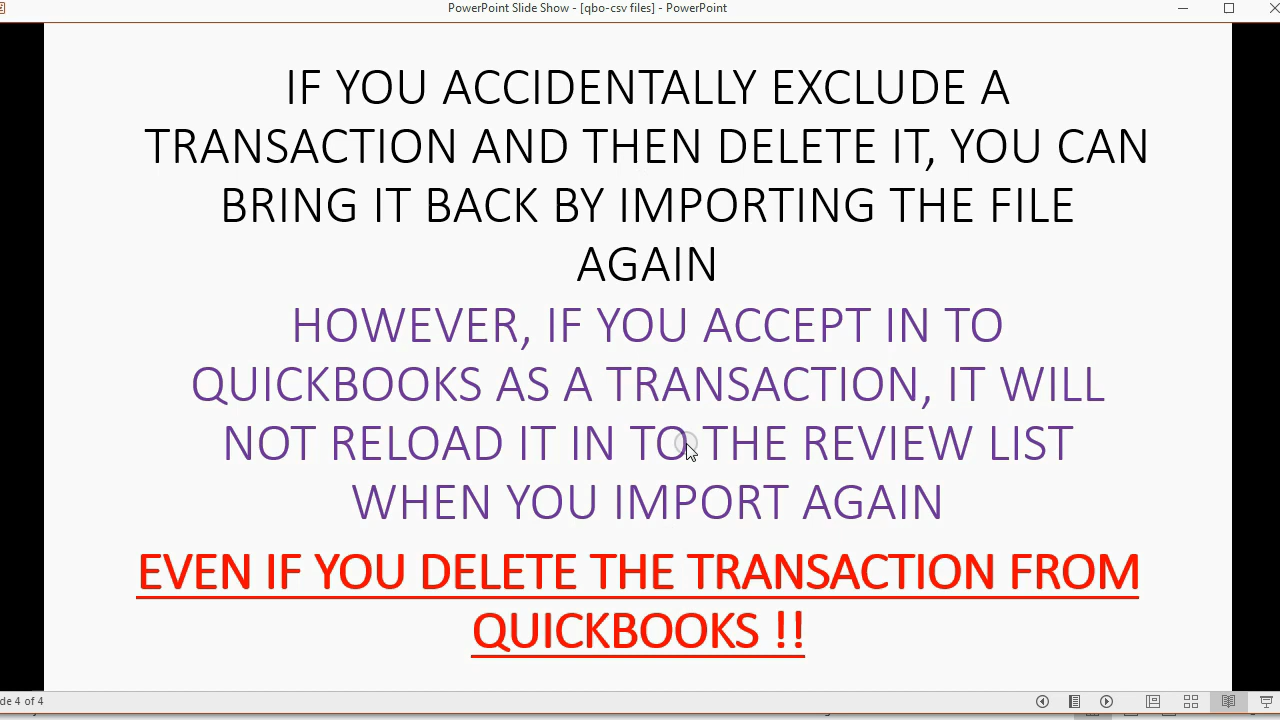 PowerPoint Slide Show - [qbo-csv files] - PowerPoint
IF YOU ACCIDENTALLY EXCLUDE A
TRANSACTION AND THEN DELETE IT, YOU CAN
BRING IT BACK BY IMPORTING THE FILE
AGAIN
HOWEVER, IF YOU ACCEPT IN TO
QUICKBOOKS AS A TRANSACTION, IT WILL
NOT RELOAD IT IN TO THE REVIEW LIST
WHEN YOU IMPORT AGAIN
EVEN IF YOU DELETE THE TRANSACTION FROM
QUICKBOOKS !!
de 4 of 4